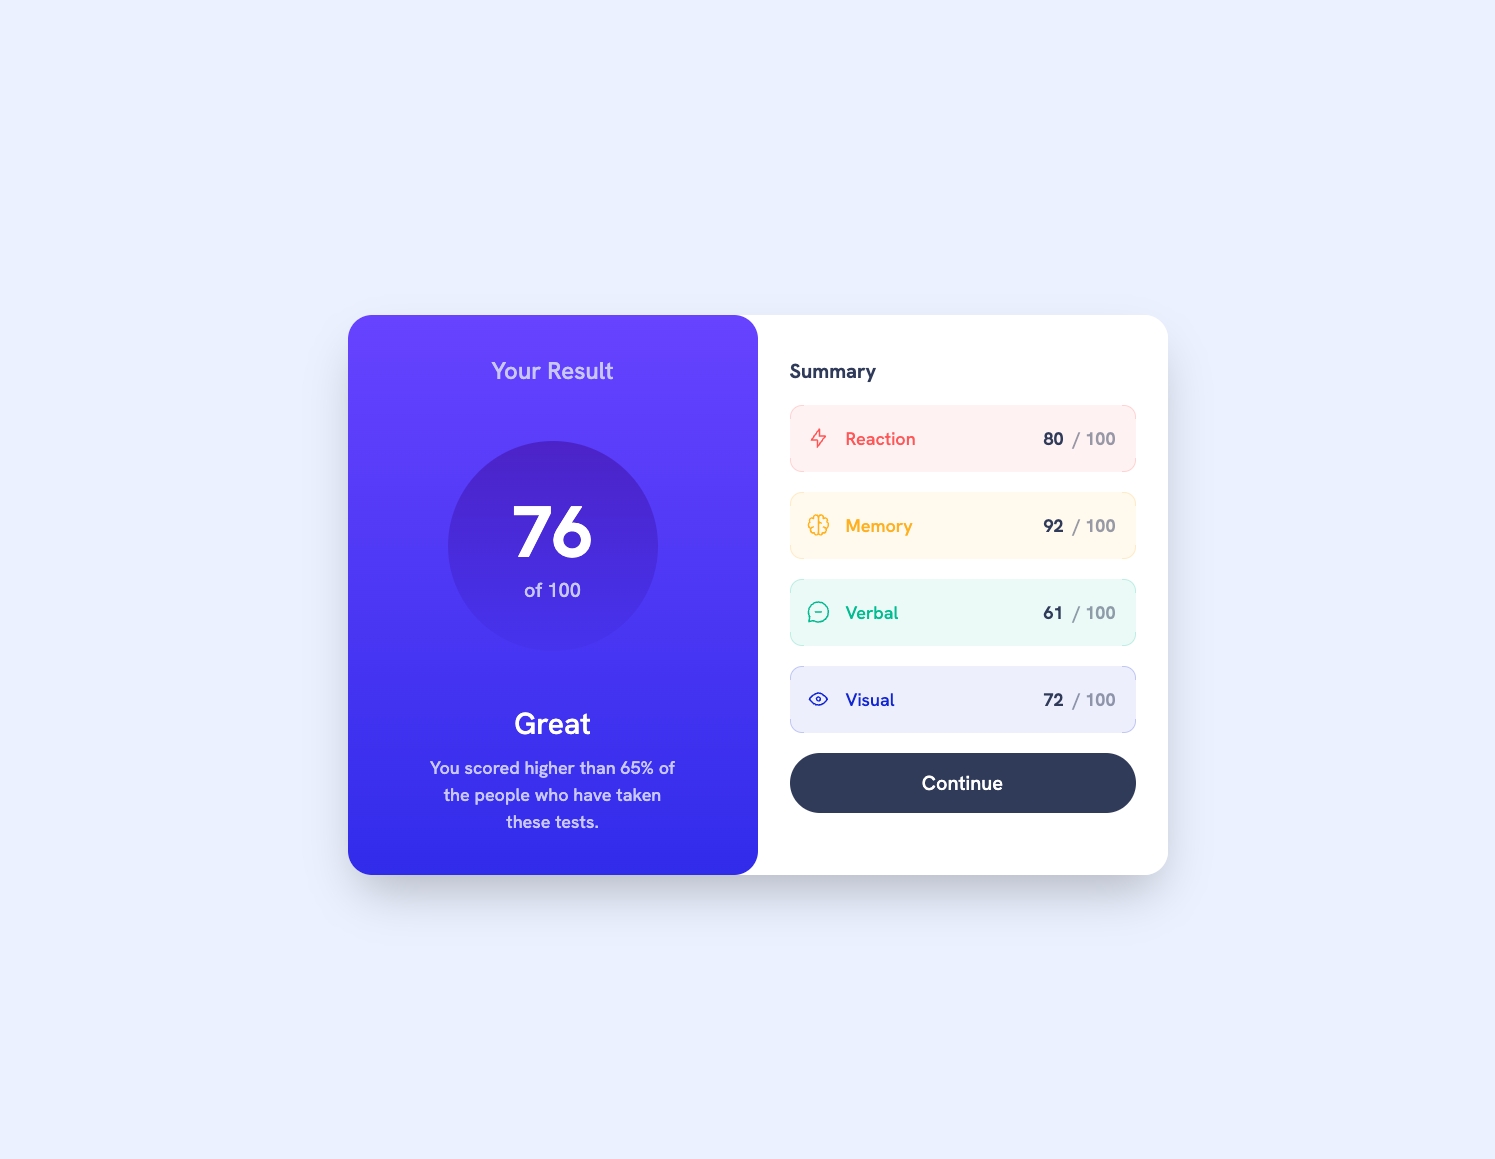 Your Result
76
of 100
Great
You scored higher than 65% of
the people who have taken
these tests.
Summary
Reaction 80 / 100
Memory 92 / 100
Verbal 61 / 100
Visual 72 / 100
Continue